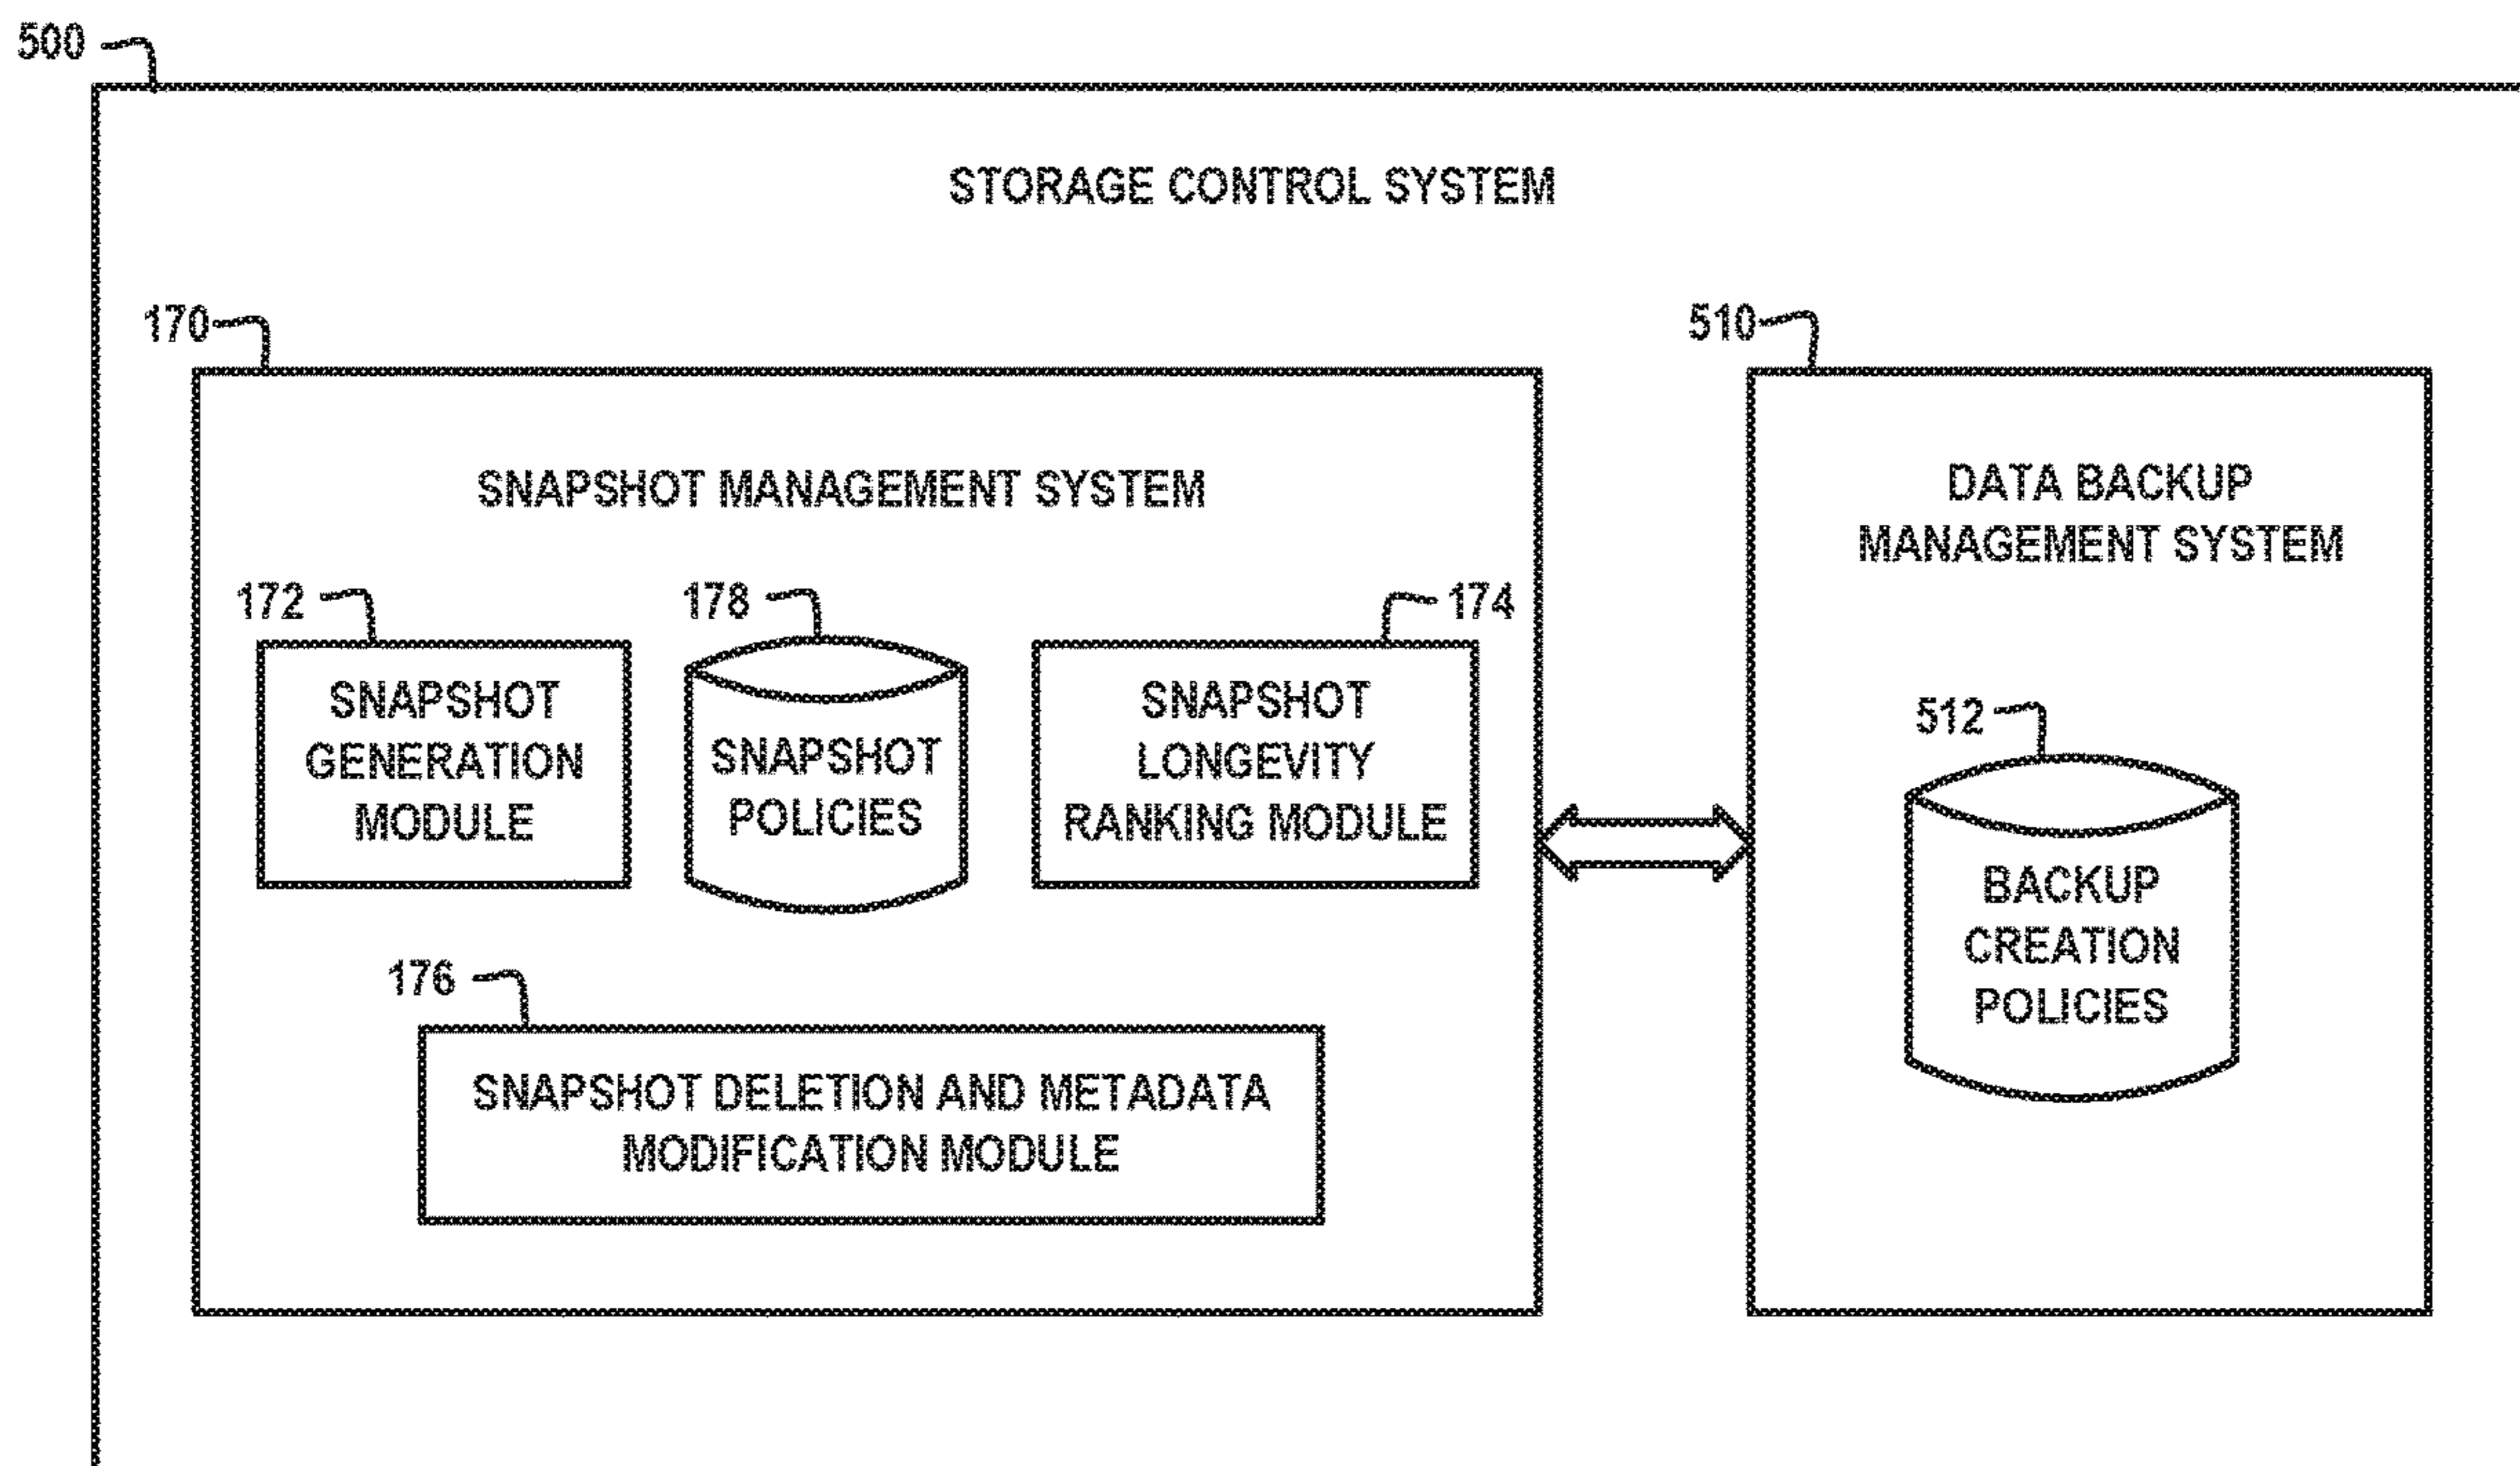 500
STORAGE CONTROL SYSTEM
170
510
SNAPSHOT MANAGEMENT SYSTEM
DATA BACKUP
MANAGEMENT SYSTEM
172
178
174
SNAPSHOT
GENERATION
MODULE
SNAPSHOT
POLICIES
SNAPSHOT
LONGEVITY
RANKING MODULE
512
BACKUP
CREATION
POLICIES
176
SNAPSHOT DELETION AND METADATA
MODIFICATION MODULE